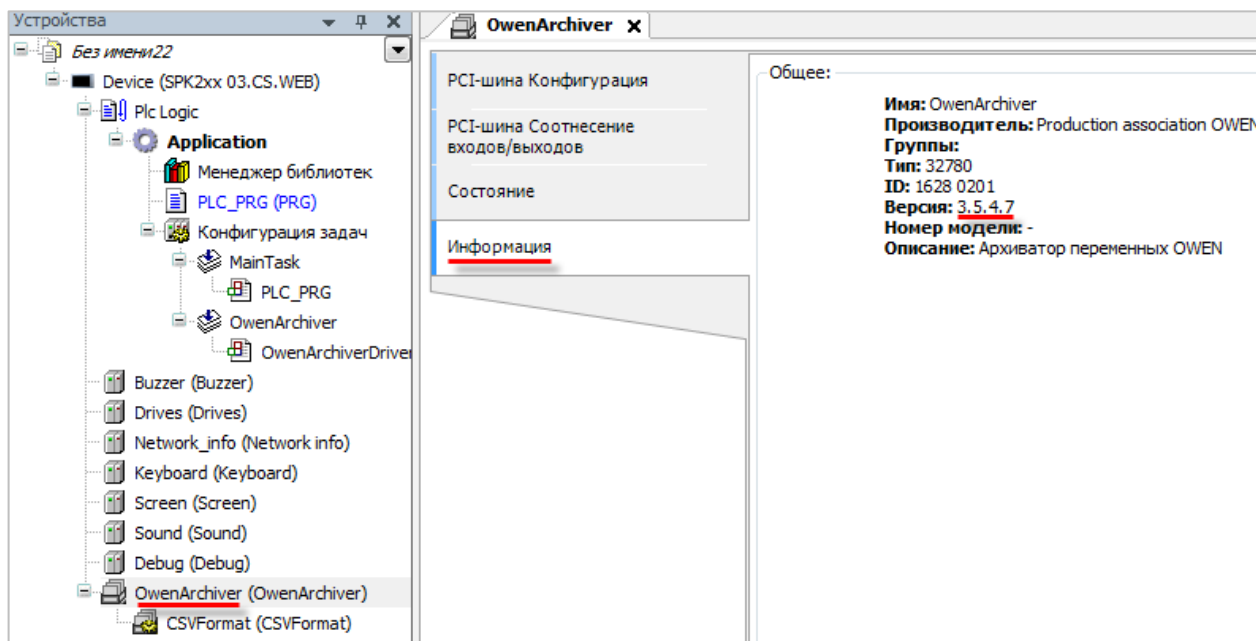 Устройства
Без имени22
Device (SPK2xx 03.CS.WEB)
Plc Logic
Application
Менеджер библиотек
PLC_PRG (PRG)
Конфигурация задач
MainTask
PLC_PRG
OwenArchiver
OwenArchiverDriver
Buzzer (Buzzer)
Drives (Drives)
Network_info (Network info)
Keyboard (Keyboard)
Screen (Screen)
Sound (Sound)
Debug (Debug)
OwenArchiver (OwenArchiver)
CSVFormat (CSVFormat)
OwenArchiver
PCI-шина Конфигурация
PCI-шина Соотнесение
входов/выходов
Состояние
Информация
Общее:
Имя: OwenArchiver
Производитель: Production association OWEN
Группы:
Тип: 32780
ID: 1628 0201
Версия: 3.5.4.7
Номер модели: -
Описание: Архиватор переменных OWEN